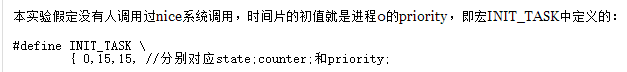 本实验假定没有人调用过nice系统调用，时间片的初值就是进程0的priority，即宏INIT_TASK中定义的：
#define INIT_TASK \
{ 0,15,15, //分别对应state;counter;和priority;